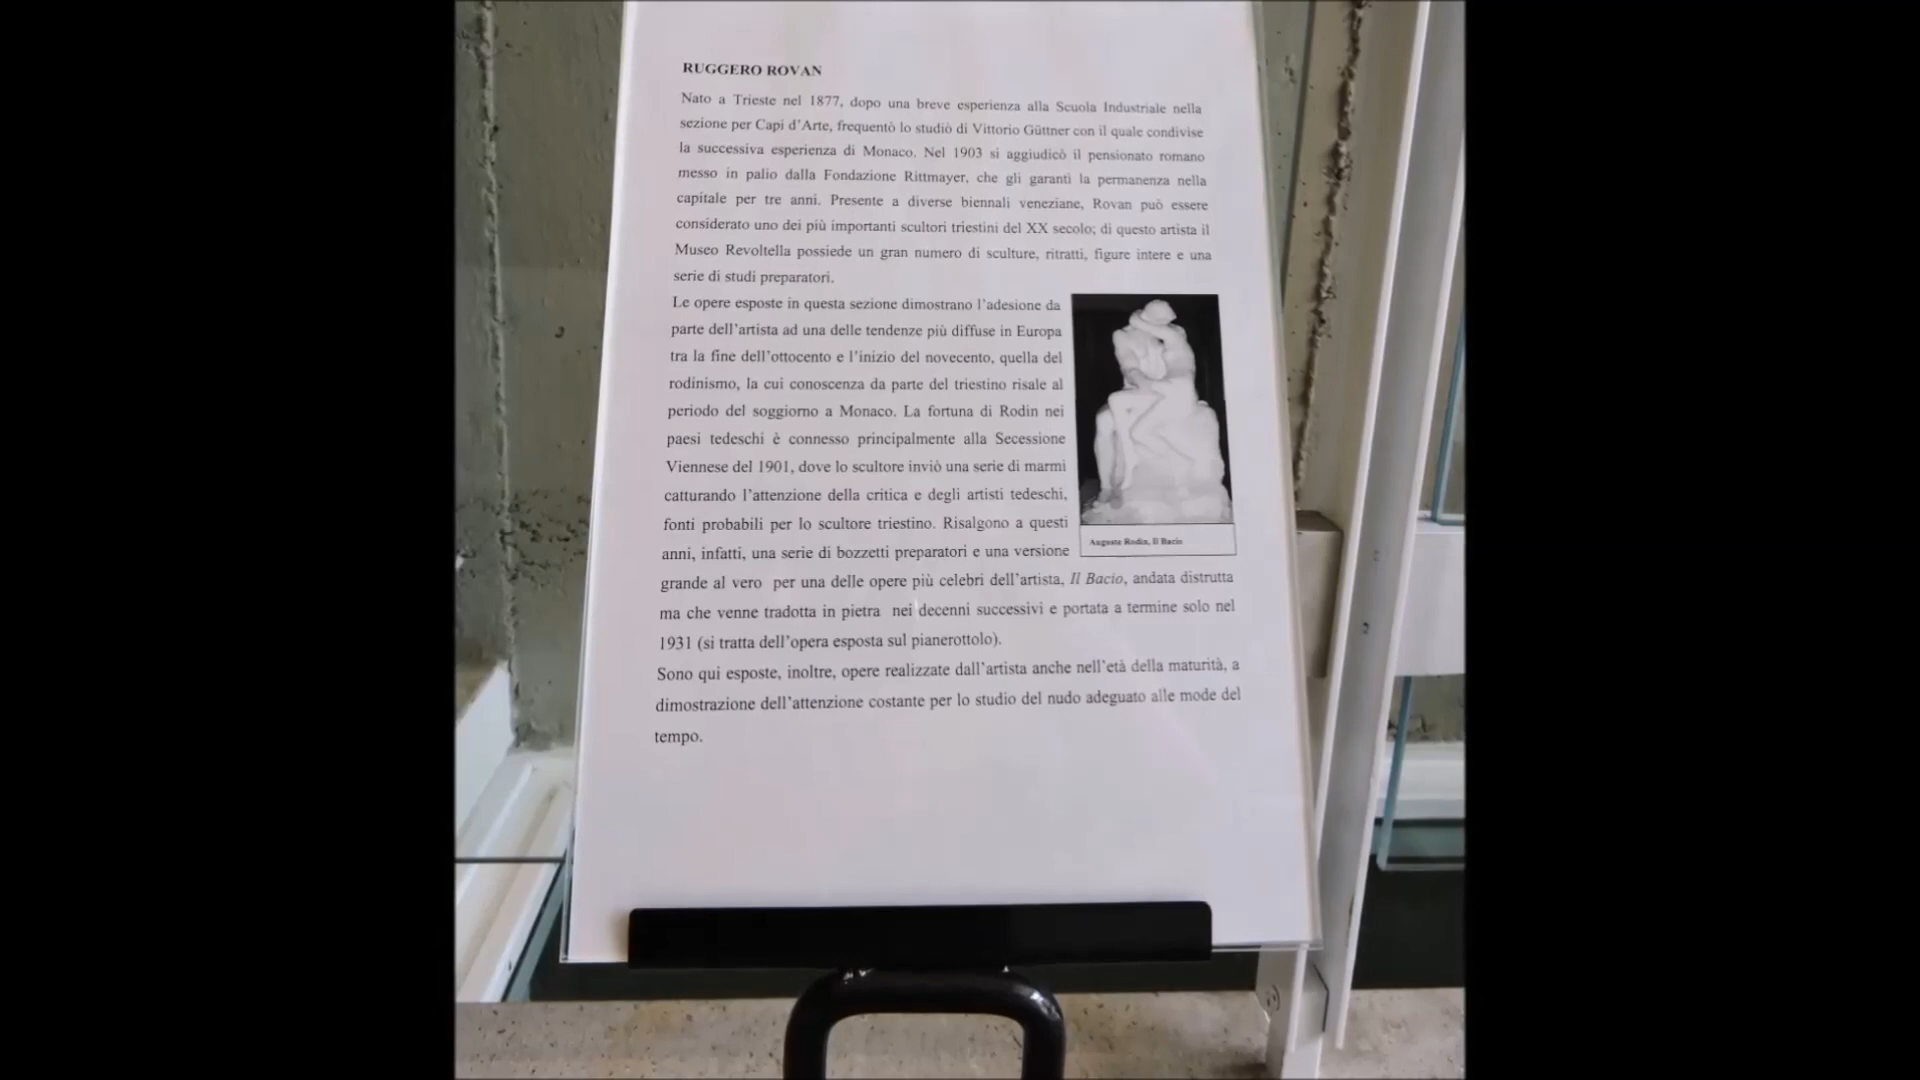 RUGGERO ROVAN
Nato a Trieste nel 1877, dopo una breve esperienza alla Scuola Industriale nella
sezione per Capi d’Arte, frequentò lo studiò di Vittorio Güttner con il quale condivise
la successiva esperienza di Monaco. Nel 1903 si aggiudicò il pensionato romano
messo in palio dalla Fondazione Rittmayer, che gli garantì la permanenza nella
capitale per tre anni. Presente a diverse biennali veneziane, Rovan può essere
considerato uno dei più importanti scultori triestini del XX secolo; di questo artista il
Museo Revoltella possiede un gran numero di sculture, ritratti, figure intere e una
serie di studi preparatori.
Le opere esposte in questa sezione dimostrano l’adesione da
parte dell’artista ad una delle tendenze più diffuse in Europa
tra la fine dell’ottocento e l’inizio del novecento, quella del
rodinismo, la cui conoscenza da parte del triestino risale al
periodo del soggiorno a Monaco. La fortuna di Rodin nei
paesi tedeschi è connesso principalmente alla Secessione
Viennese del 1901, dove lo scultore inviò una serie di marmi
catturando l’attenzione della critica e degli artisti tedeschi,
fonti probabili per lo scultore triestino. Risalgono a questi
anni, infatti, una serie di bozzetti preparatori e una versione
grande al vero per una delle opere più celebri dell’artista, Il Bacio, andata distrutta
ma che venne tradotta in pietra nei decenni successivi e portata a termine solo nel
1931 (si tratta dell’opera esposta sul pianerottolo).
Sono qui esposte, inoltre, opere realizzate dall’artista anche nell’età della maturità, a
dimostrazione dell’attenzione costante per lo studio del nudo adeguato alle mode del
tempo.
Auguste Rodin, Il Bacio